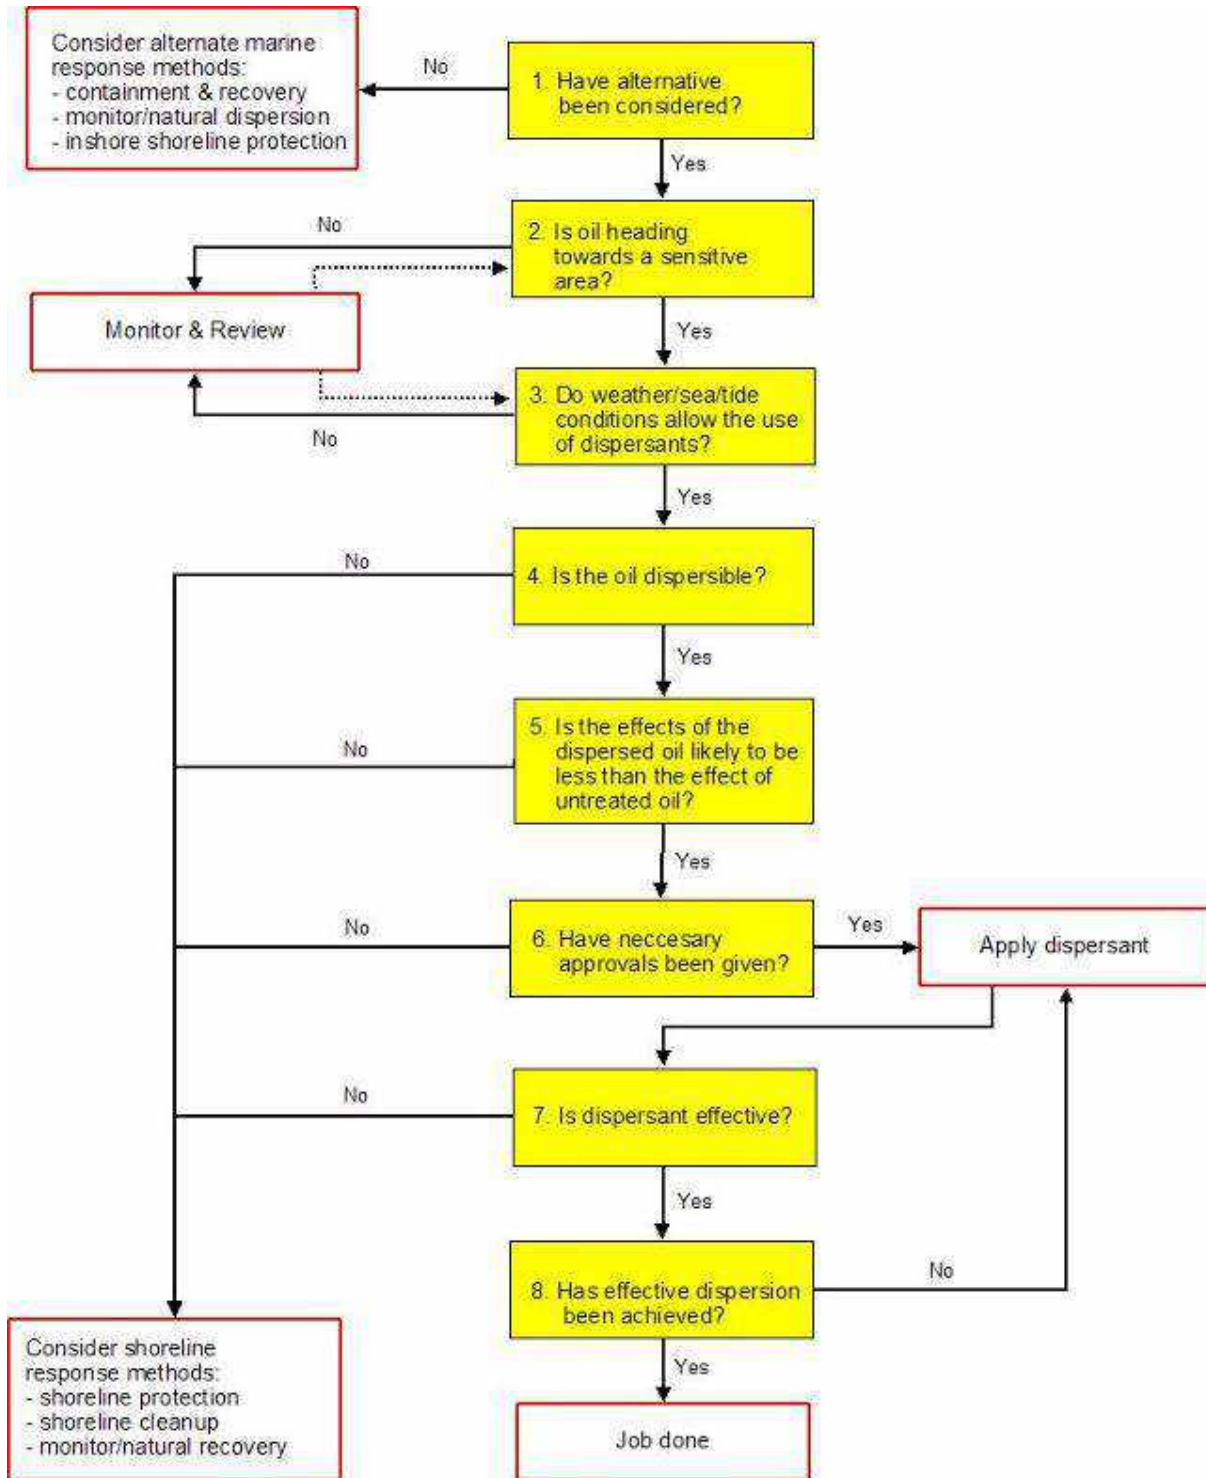 Consider alternate marine
response methods:
- containment & recovery
- monitor/natural dispersion
- inshore shoreline protection
No
1. Have alternative
been considered?
Yes
No
2. Is oil heading
towards a sensitive
area?
Monitor & Review
Yes
3. Do weather/sea/tide
conditions allow the use
of dispersants?
No
Yes
No
4. Is the oil dispersible?
Yes
No
5. Is the effects of the
dispersed oil likely to be
less than the effect of
untreated oil?
Yes
No
6. Have neccesary
approvals been given?
Yes
Apply dispersant
No
7. Is dispersant effective?
Yes
8. Has effective dispersion
been achieved?
No
Consider shoreline
response methods:
- shoreline protection
- shoreline cleanup
- monitor/natural recovery
Yes
Job done